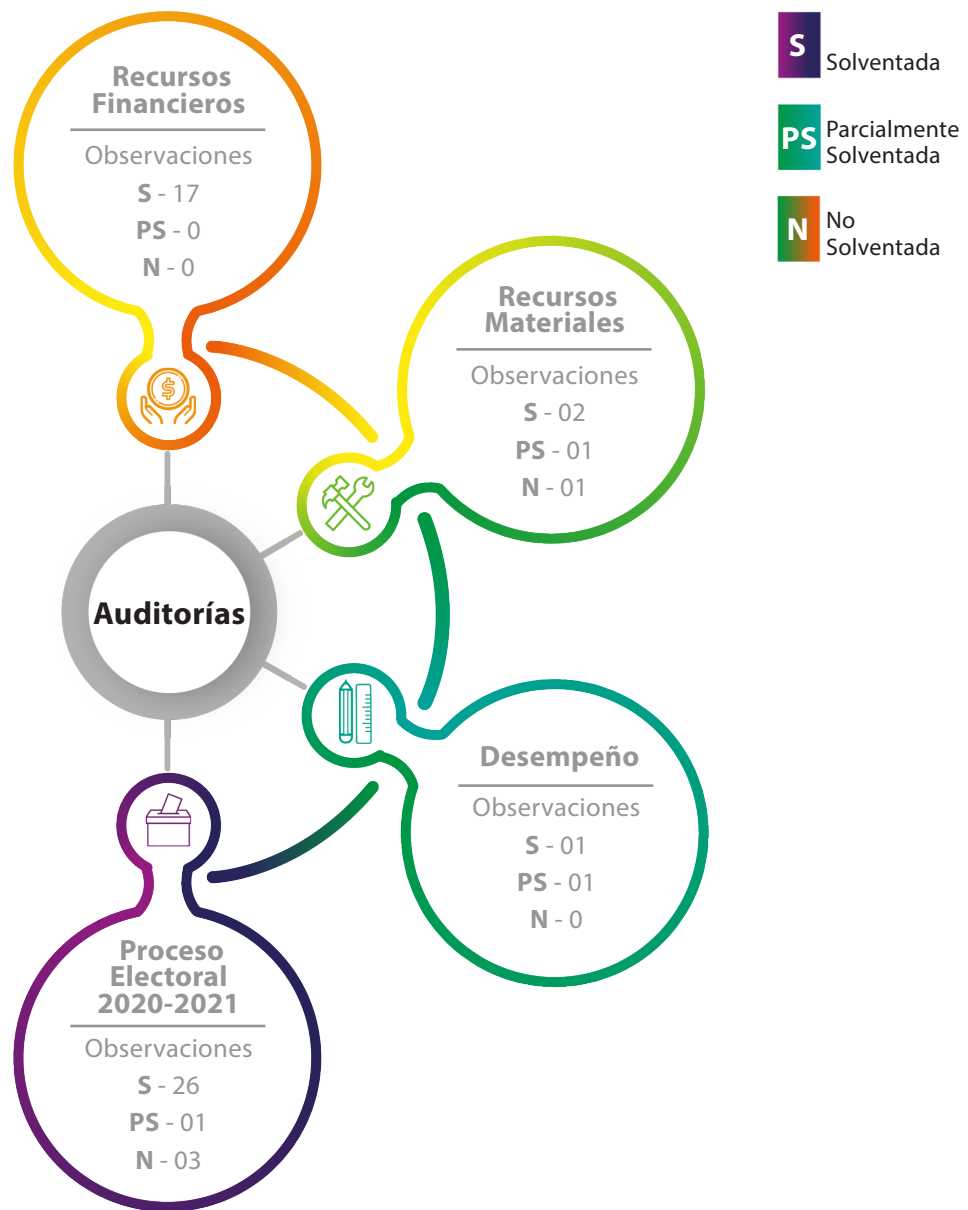 Recursos
Financieros
Observaciones
S - 17
PS - 0
N - 0
S
Solventada
PS
Parcialmente
Solventada
N
No
Solventada
Recursos
Materiales
Observaciones
S - 02
PS - 01
N - 01
Auditorías
Desempeño
Observaciones
S - 01
PS - 01
N - 0
Proceso
Electoral
2020-2021
Observaciones
S - 26
PS - 01
N - 03
$